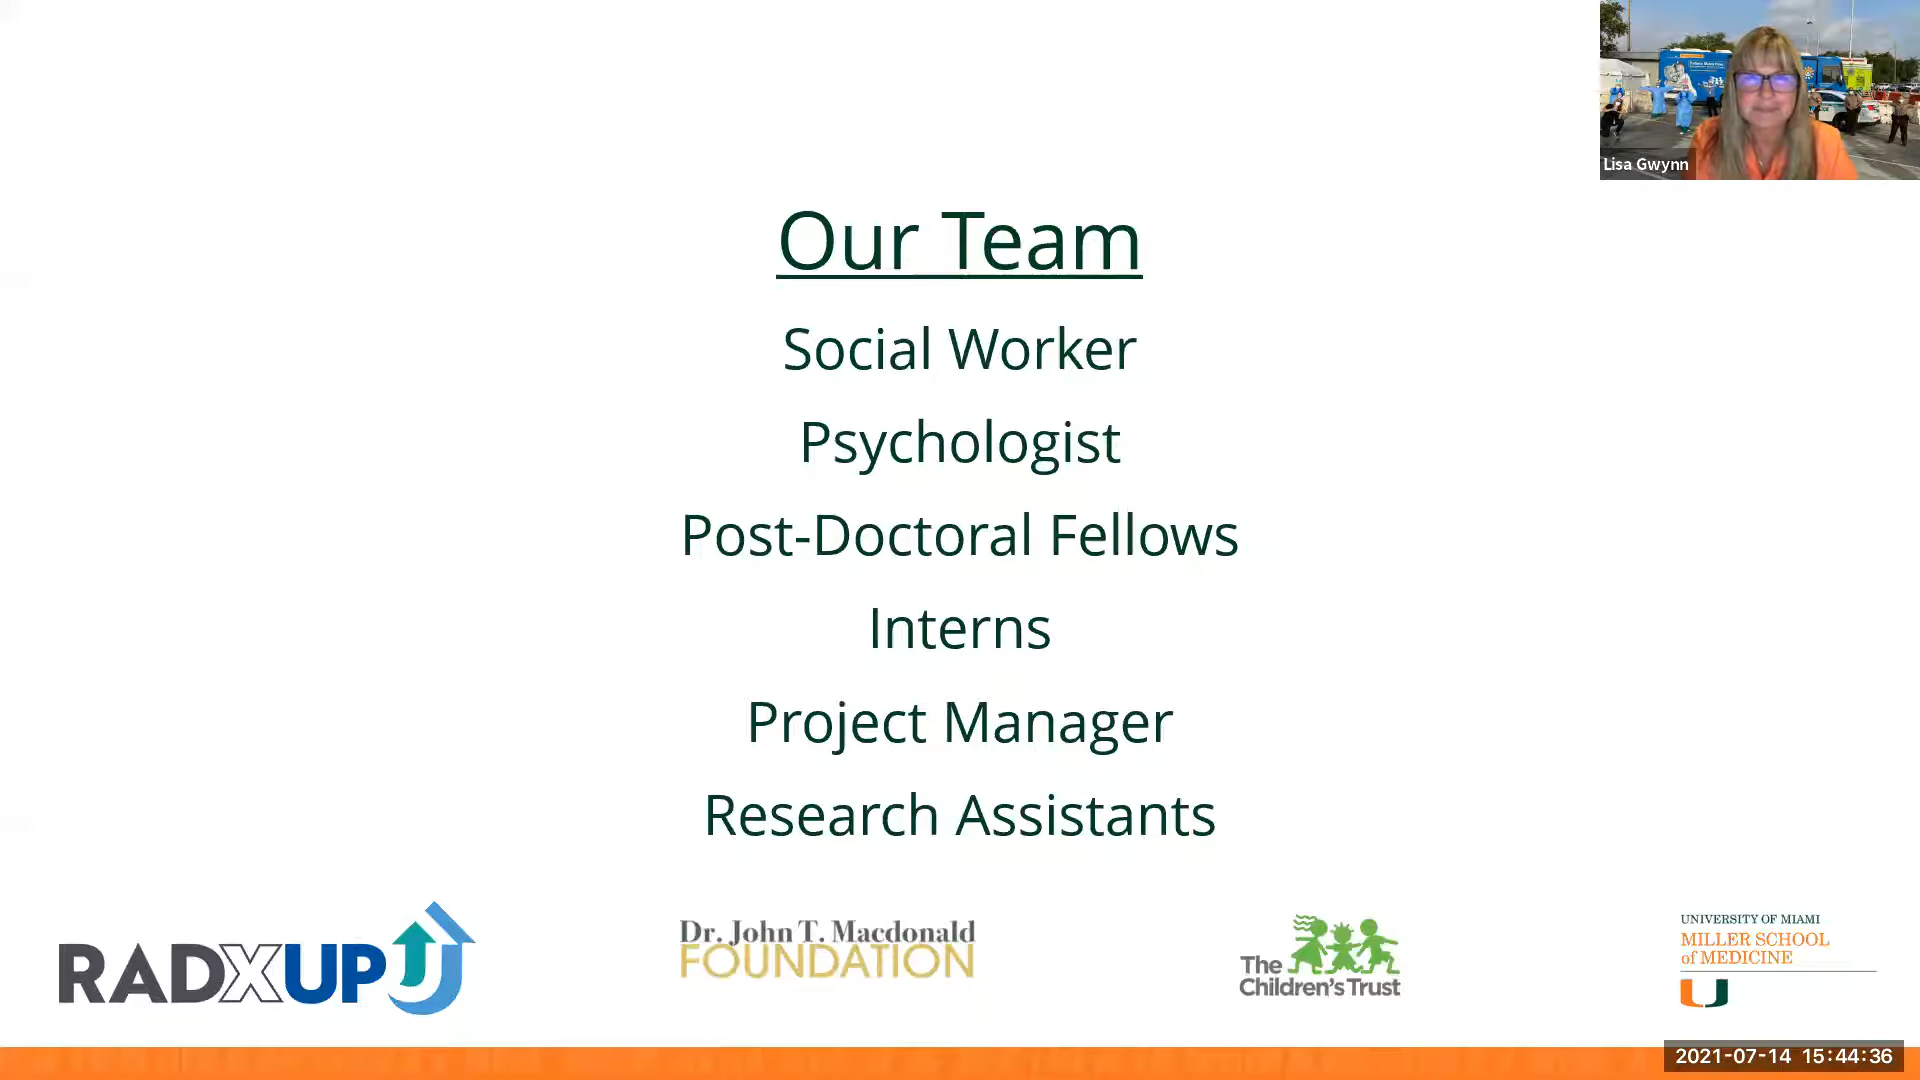 Lisa Gwynn
Our Team
Social Worker
Psychologist
Post-Doctoral Fellows
Interns
Project Manager
Research Assistants
RADXUP
Dr. John T. Macdonald
FOUNDATION
The
Children's Trust
UNIVERSITY OF MIAMI
MILLER SCHOOL
of MEDICINE
2021-07-14 15:44:36